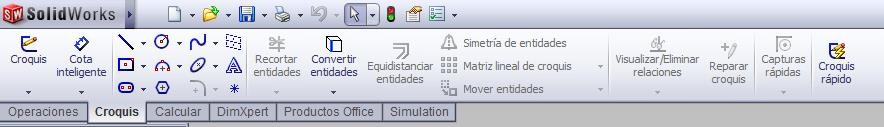 SW SolidWorks
Croquis
Cota inteligente
Recortar entidades
Convertir entidades
Equidistanciar entidades
Simetría de entidades
Matriz lineal de croquis
Mover entidades
Visualizar/Eliminar relaciones
Reparar croquis
Capturas rápidas
Croquis rápido
Operaciones Croquis Calcular DimXpert Productos Office Simulation